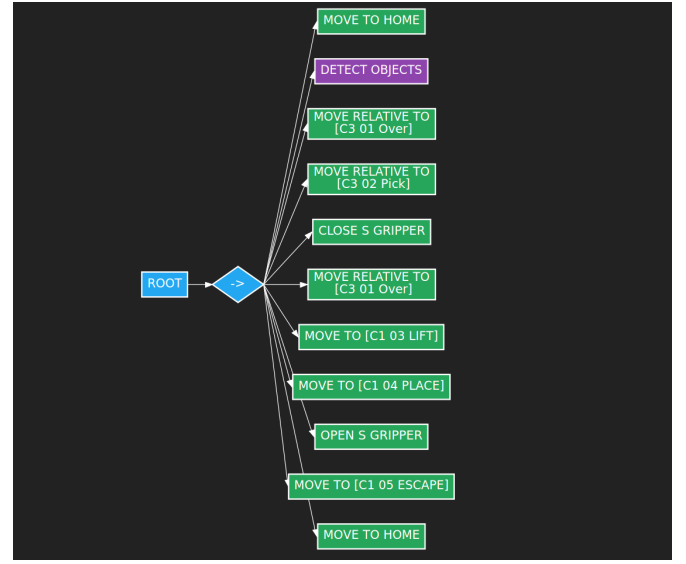 MOVE TO HOME
DETECT OBJECTS
MOVE RELATIVE TO
[C3 01 Over]
MOVE RELATIVE TO
[C3 02 Pick]
CLOSE S GRIPPER
ROOT
->
MOVE RELATIVE TO
[C3 01 Over]
MOVE TO [C1 03 LIFT]
MOVE TO [C1 04 PLACE]
OPEN S GRIPPER
MOVE TO [C1 05 ESCAPE]
MOVE TO HOME